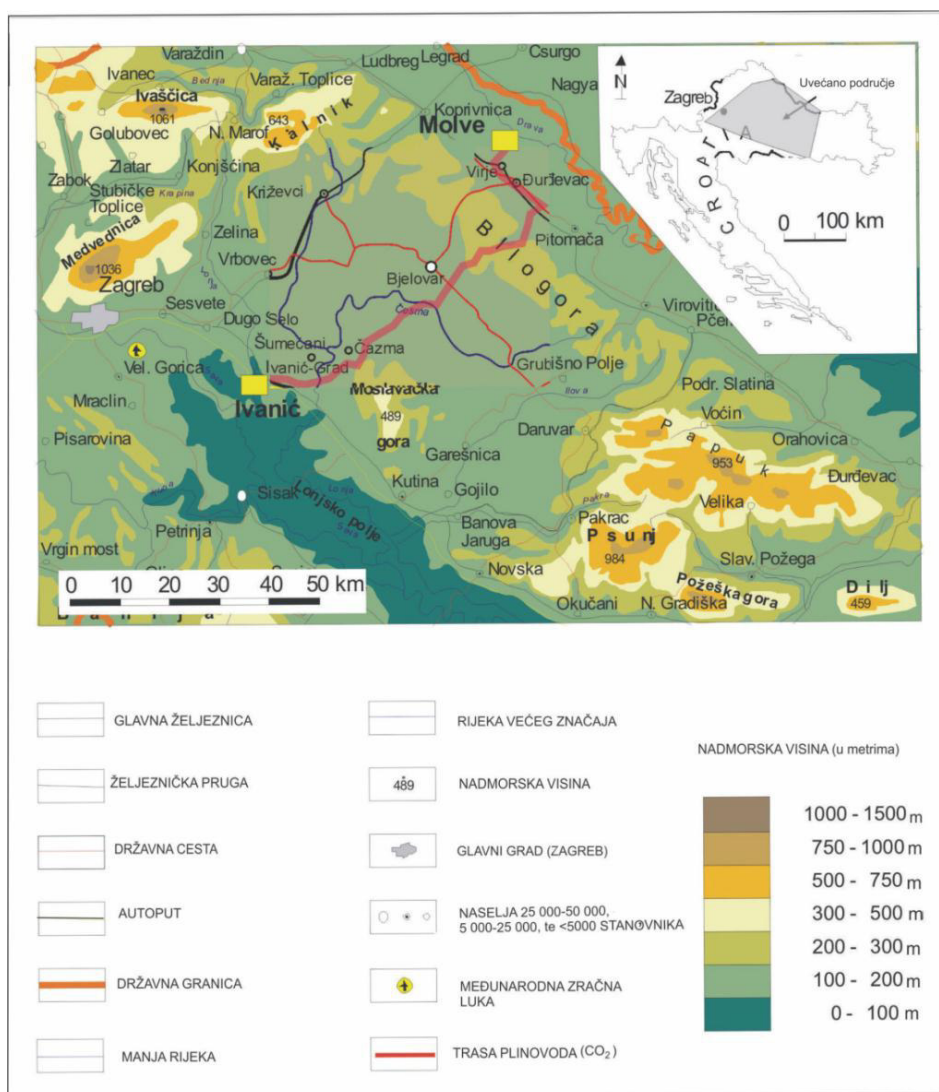 Varaždin
Ludbreg
Legrad
Csurgo
Ivanec
Bednja
Varaž. Toplice
Nagya
Ivaščica
1061
Koprivnica
Golubovec
N. Marof
643
Kalnik
Molve
Drava
Zlatar
Konjščina
Virje
Đurđevac
Zabok
Stubičke
Toplice
Krapina
Križevci
Medvednica
1036
Zelina
Bilogora
Pitomača
Zagreb
Vrbovec
Lonja
Bjelovar
Sesvete
Česma
Virovitica
Dugo Selo
Šumećani
Čazma
Grubišno Polje
Vel. Gorica
Sava
Ivanić-Grad
Ilova
Ivanić
Moslavačka
489
gora
Podr. Slatina
Mraclin
Voćin
Pisarovina
Daruvar
Papuk
953
Orahovica
Garešnica
Đurđevac
Kutina
Gojilo
Kupa
Sisak
Lonja
Lonjsko polje
Sava
Pakra
Velika
Petrinja
Banova
Jaruga
Pakrac
Psunj
984
Vrgin most
Novska
Slav. Požega
Požeška gora
Dilj
459
Okučani
N. Gradiška
0 10 20 30 40 50 km
Banija
N
Zagreb
Uvećano područje
CROATIA
0 100 km
GLAVNA ŽELJEZNICA
ŽELJEZNIČKA PRUGA
DRŽAVNA CESTA
AUTOPUT
DRŽAVNA GRANICA
MANJA RIJEKA
RIJEKA VEĆEG ZNAČAJA
489
NADMORSKA VISINA
GLAVNI GRAD (ZAGREB)
NASELJA 25 000-50 000,
5 000-25 000, te <5000 STANOVNIKA
MEĐUNARODNA ZRAČNA
LUKA
TRASA PLINOVODA (CO₂)
NADMORSKA VISINA (u metrima)
1000 - 1500 m
750 - 1000 m
500 - 750 m
300 - 500 m
200 - 300 m
100 - 200 m
0 - 100 m